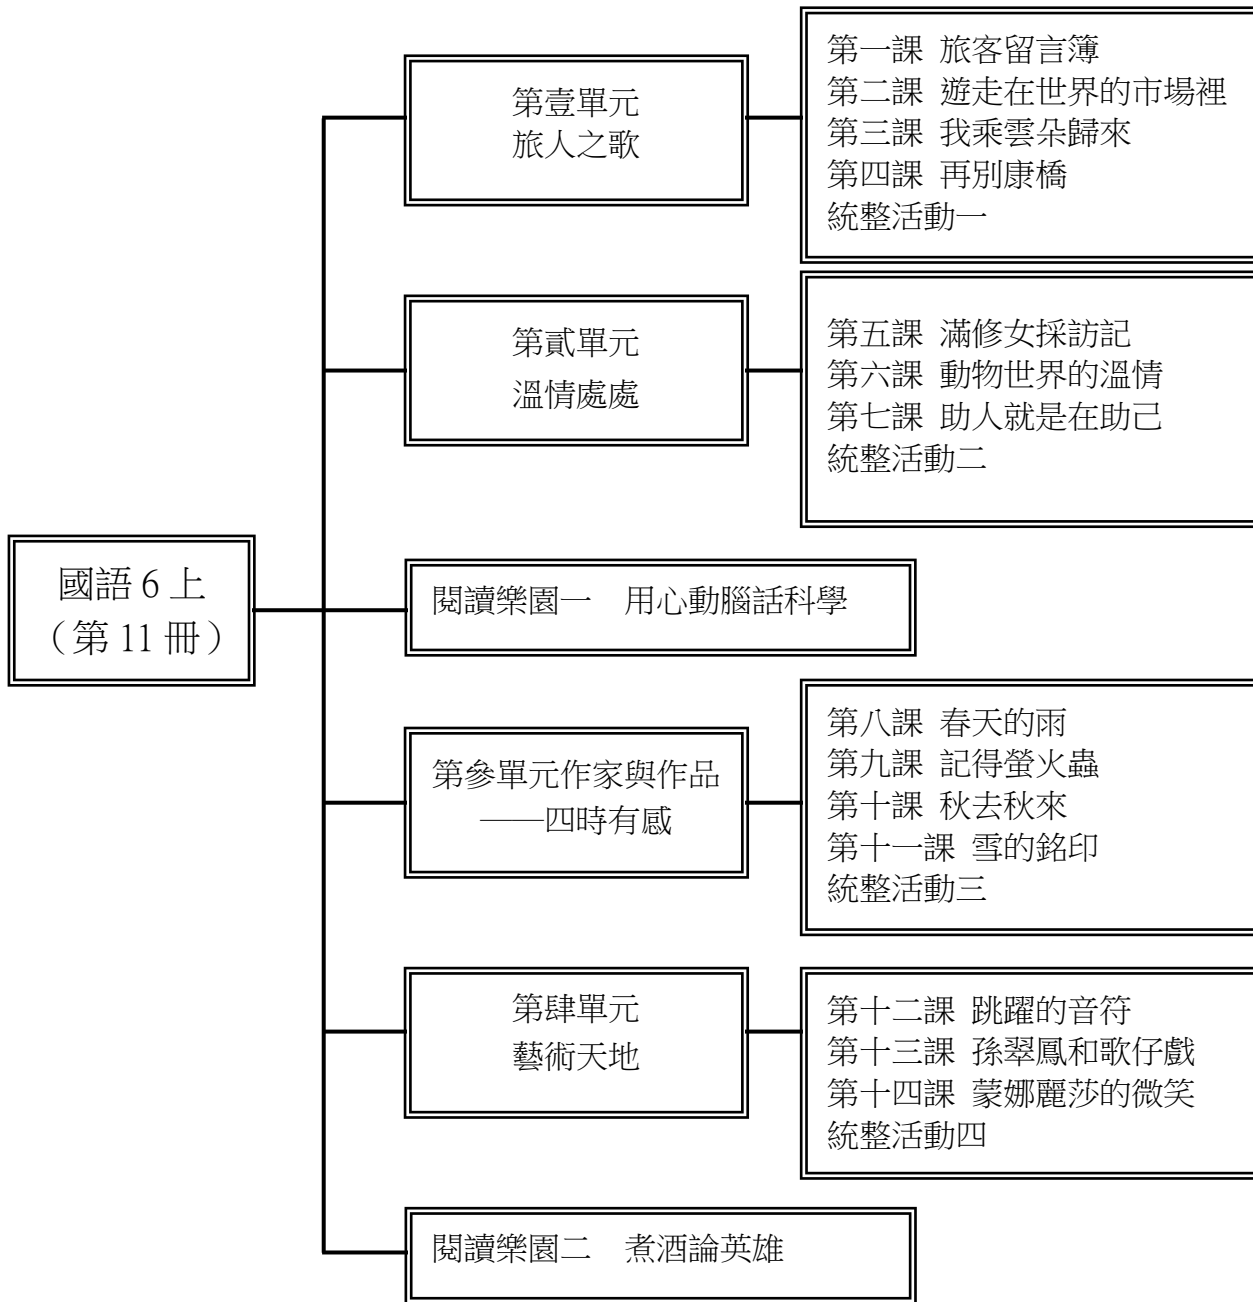 國語 6 上
（第 11 冊）
第壹單元
旅人之歌
第一課 旅客留言簿
第二課 遊走在世界的市場裡
第三課 我乘雲朵歸來
第四課 再別康橋
統整活動一
第貳單元
溫情處處
第五課 滿修女採訪記
第六課 動物世界的溫情
第七課 助人就是在助己
統整活動二
閱讀樂園一　用心動腦話科學
第參單元作家與作品
──四時有感
第八課 春天的雨
第九課 記得螢火蟲
第十課 秋去秋來
第十一課 雪的銘印
統整活動三
第肆單元
藝術天地
第十二課 跳躍的音符
第十三課 孫翠鳳和歌仔戲
第十四課 蒙娜麗莎的微笑
統整活動四
閱讀樂園二　煮酒論英雄